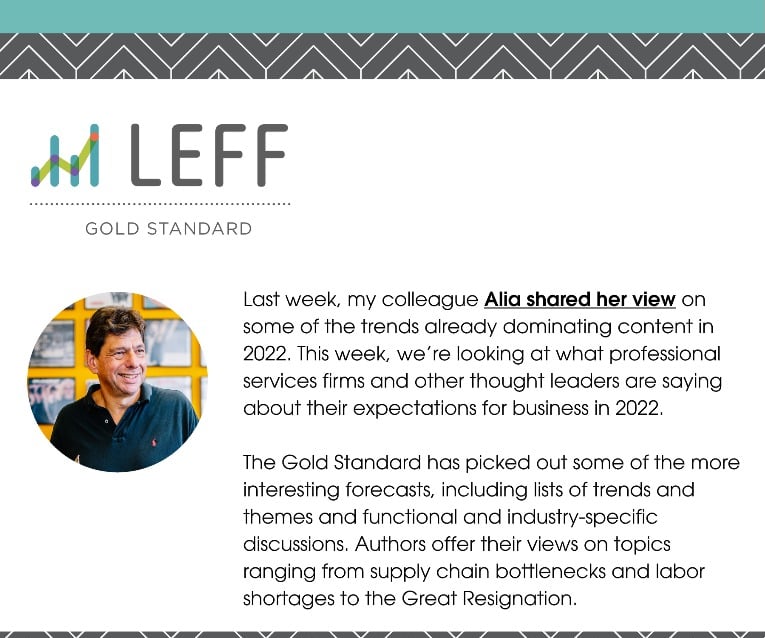 LEFF
GOLD STANDARD
Last week, my colleague Alia shared her view on
some of the trends already dominating content in
2022. This week, we're looking at what professional
services firms and other thought leaders are saying
about their expectations for business in 2022.
The Gold Standard has picked out some of the more
interesting forecasts, including lists of trends and
themes and functional and industry-specific
discussions. Authors offer their views on topics
ranging from supply chain bottlenecks and labor
shortages to the Great Resignation.